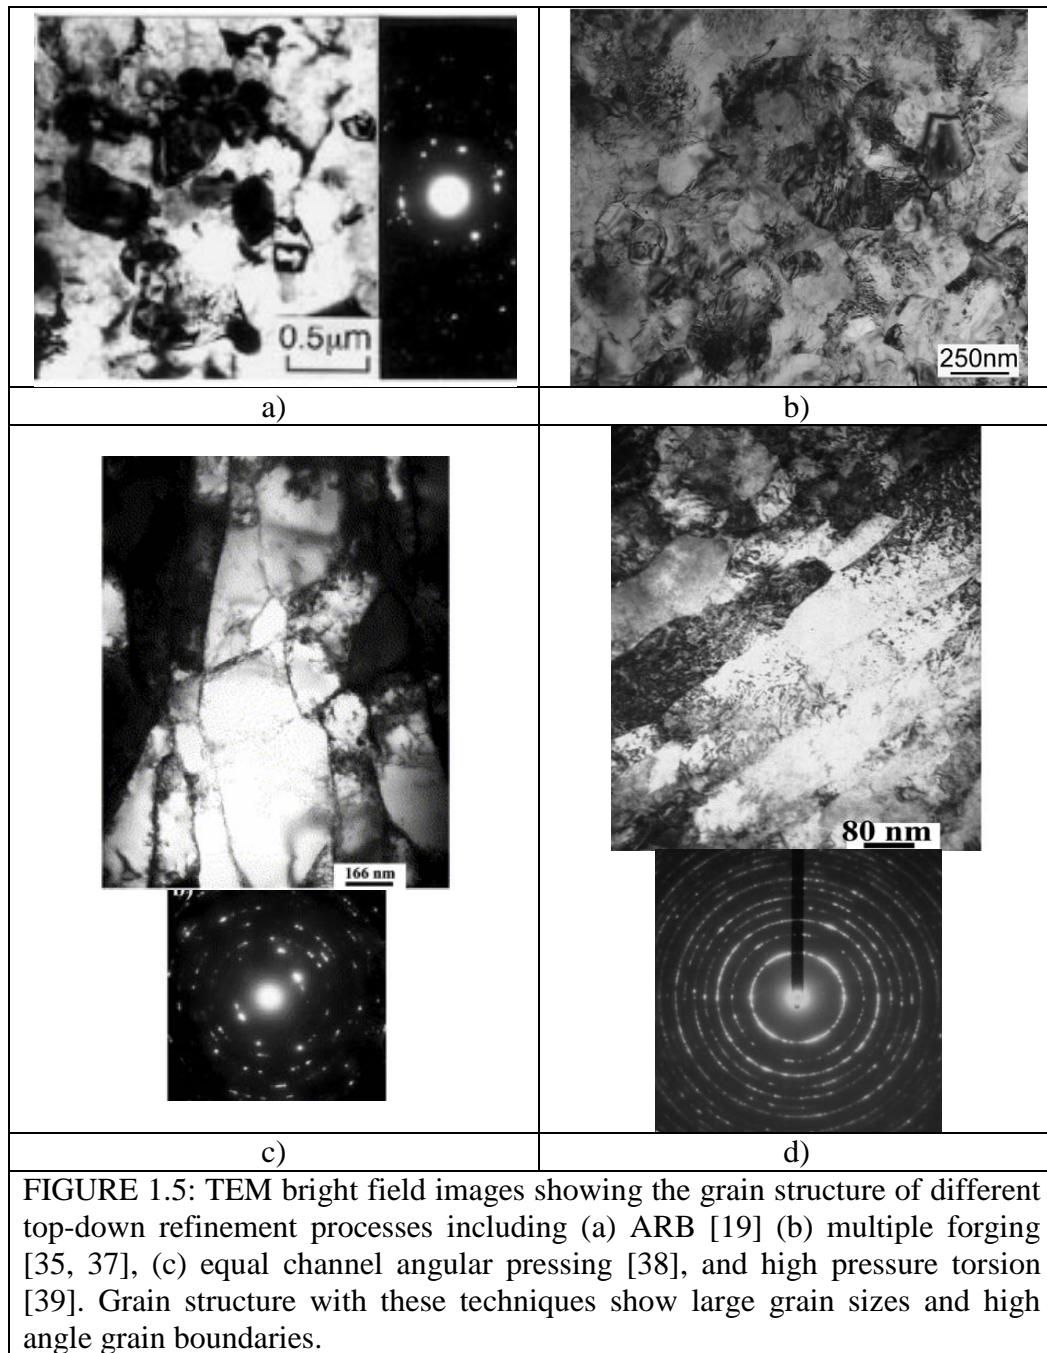 0.5μm
250nm
a)
b)
166 nm
80 nm
c)
d)
FIGURE 1.5: TEM bright field images showing the grain structure of different
top-down refinement processes including (a) ARB [19] (b) multiple forging
[35, 37], (c) equal channel angular pressing [38], and high pressure torsion
[39]. Grain structure with these techniques show large grain sizes and high
angle grain boundaries.